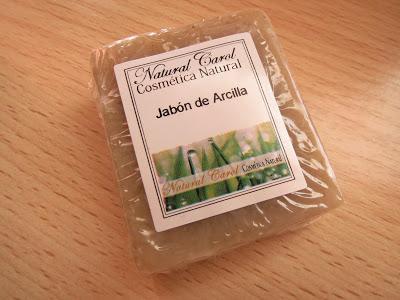 Natural Carol
Cosmética Natural
Jabón de Arcilla
Natural Carol Cosmética Natural